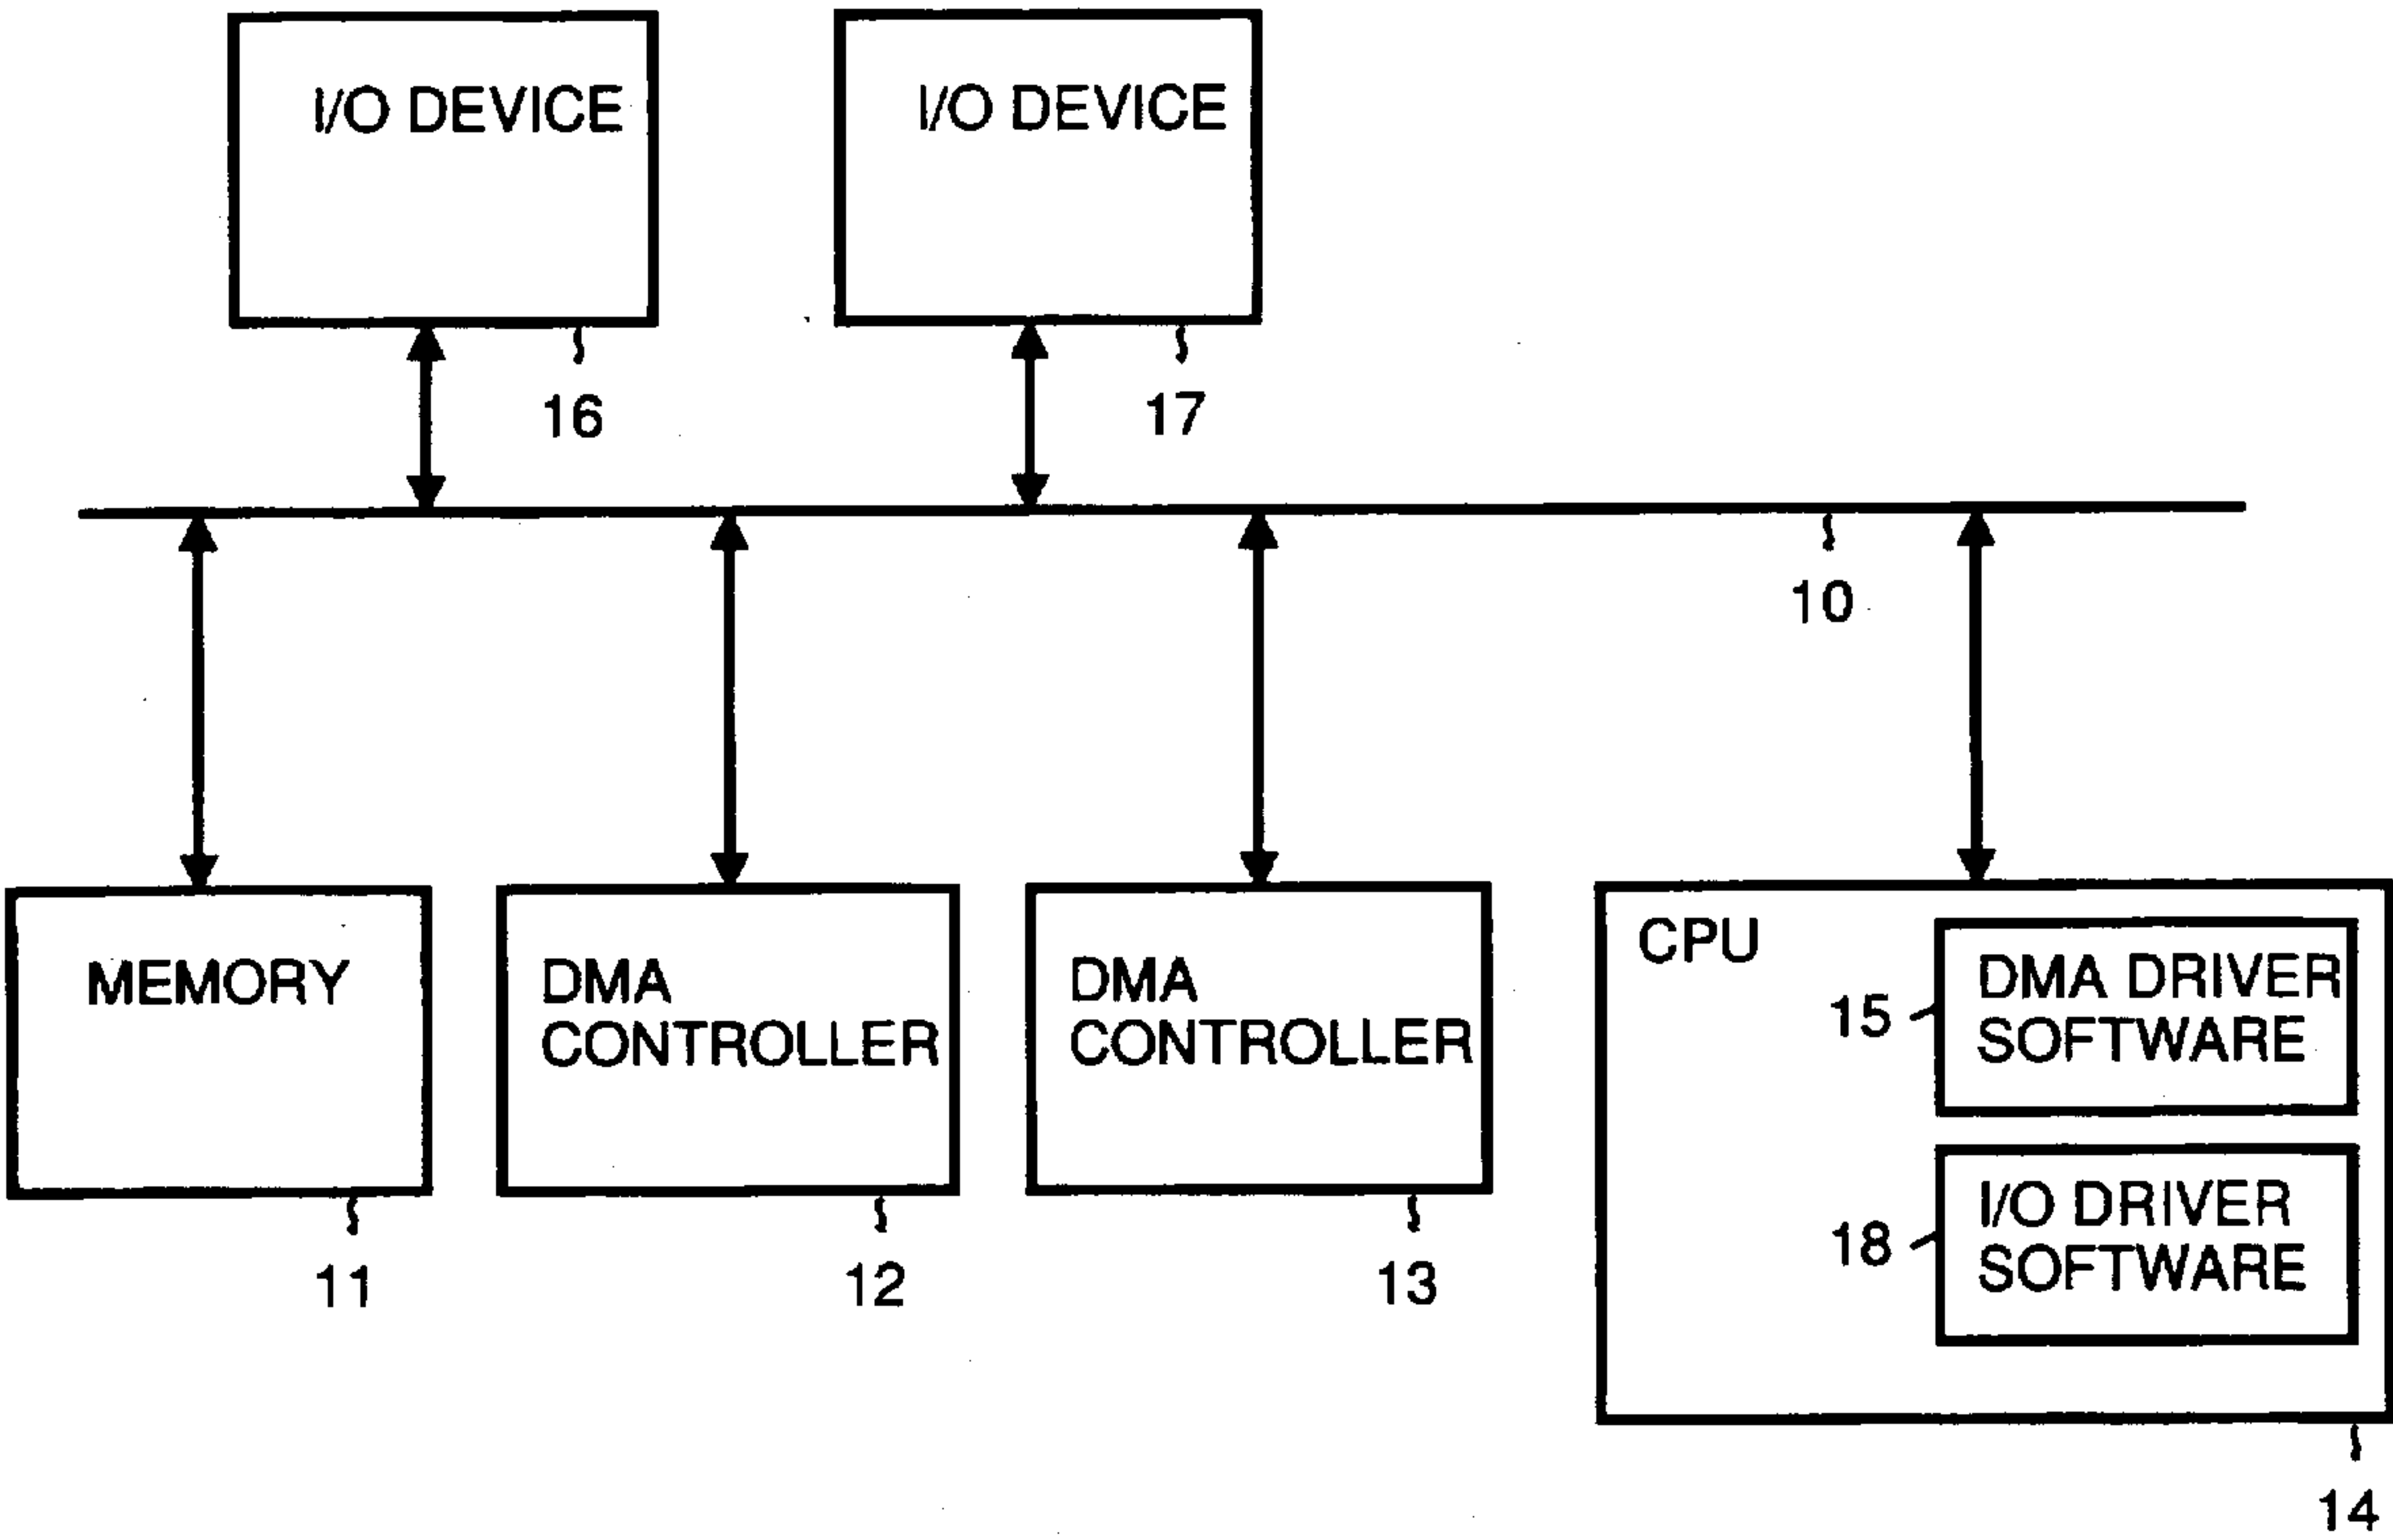 I/O DEVICE
I/O DEVICE
16
17
10
MEMORY
DMA
CONTROLLER
DMA
CONTROLLER
CPU
15
DMA DRIVER
SOFTWARE
18
I/O DRIVER
SOFTWARE
11
12
13
14